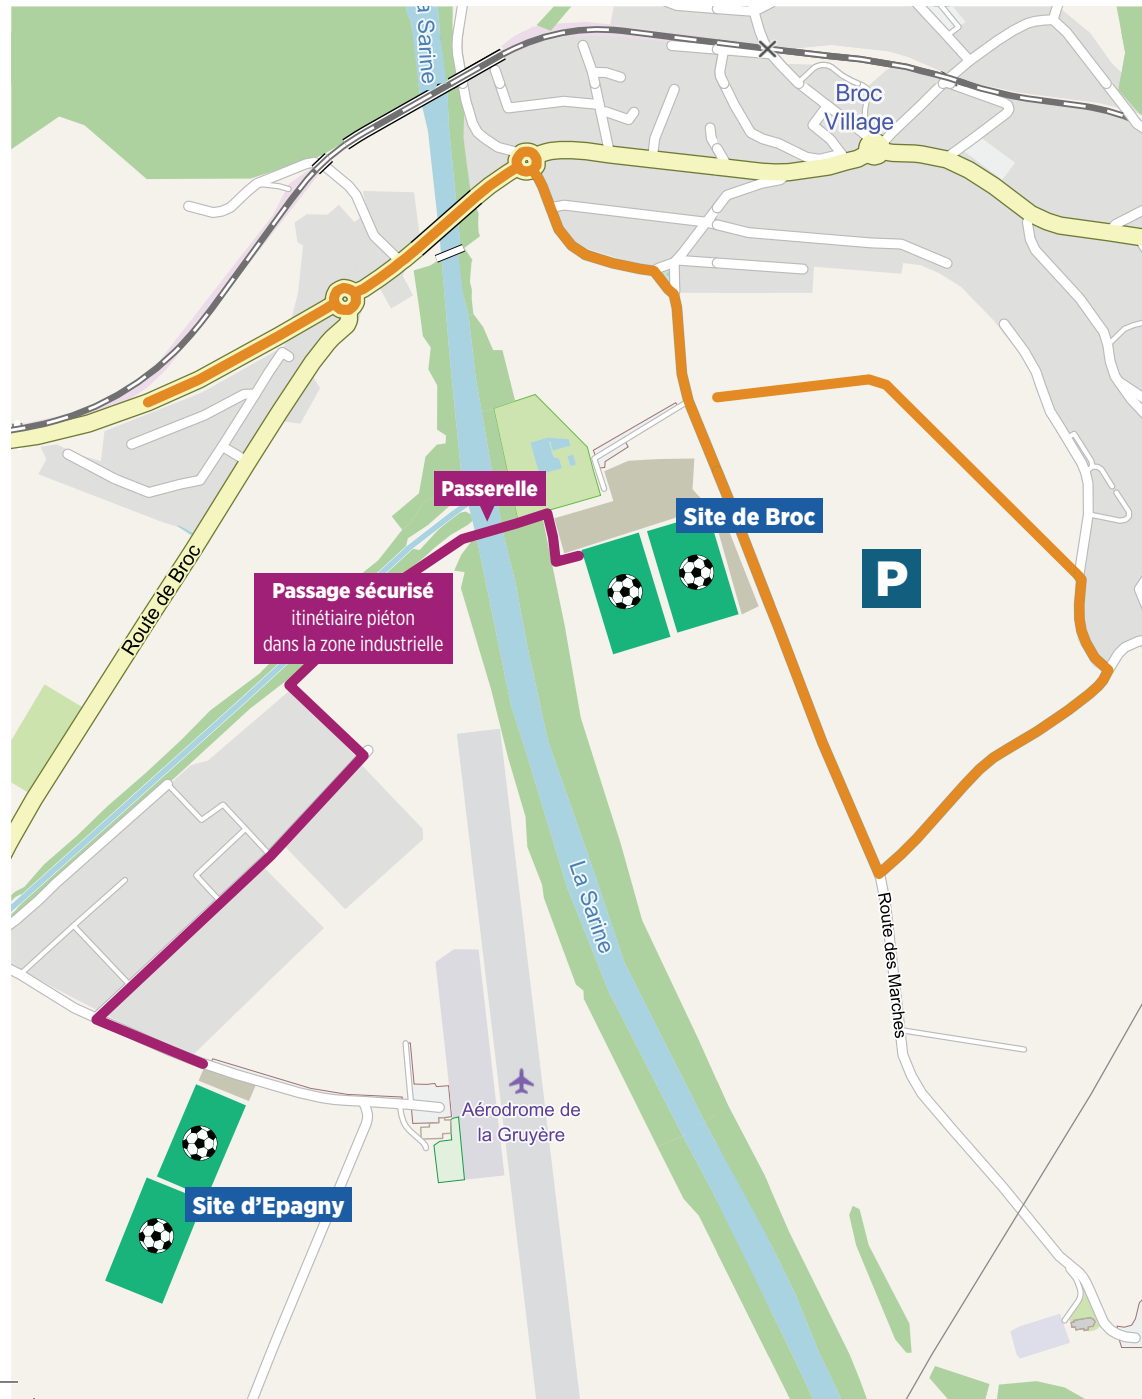 a Sarine
Broc
Village
Passerelle
Site de Broc
P
Passage sécurisé
itinétiaire piéton
dans la zone industrielle
Route de Broc
La Sarine
Route des Marches
Aérodrome de
la Gruyère
Site d'Epagny